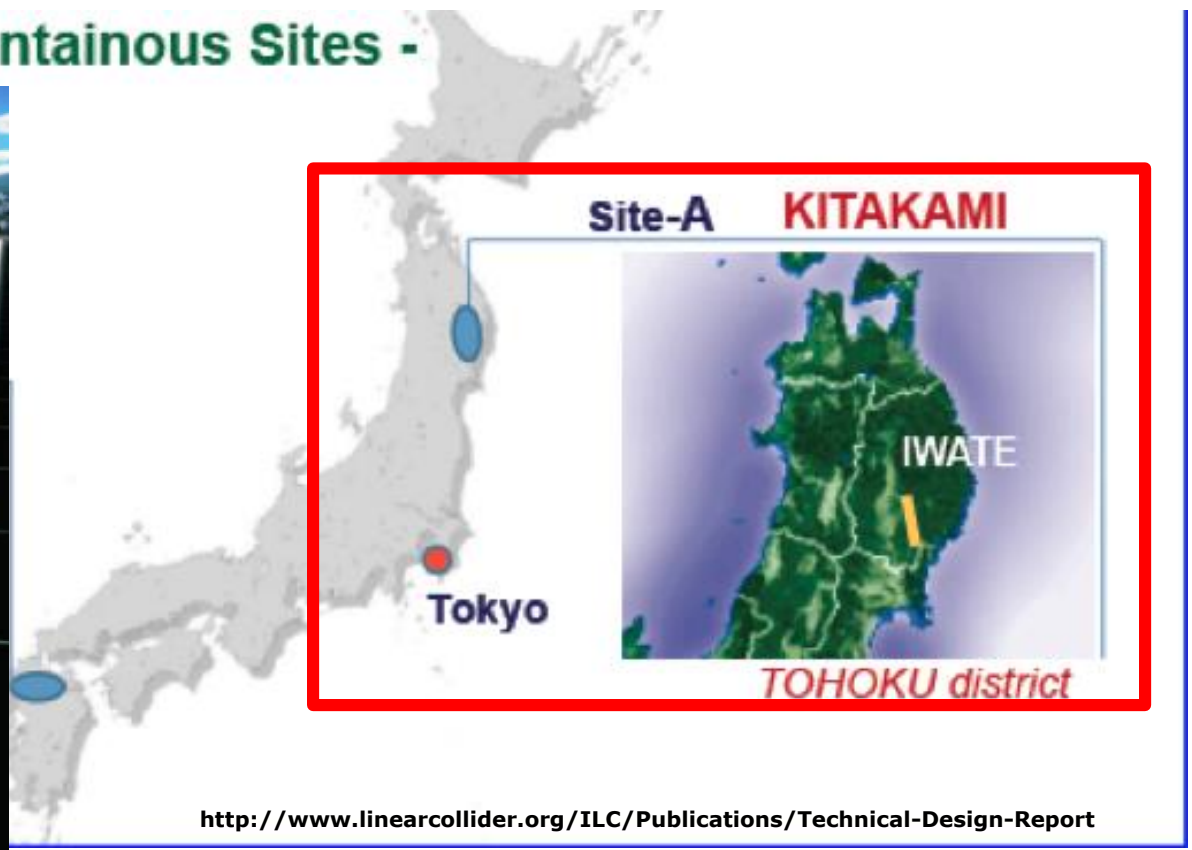 ntainous Sites -
Site-A KITAKAMI
IWATE
Tokyo
TOHOKU district
http://www.linearcollider.org/ILC/Publications/Technical-Design-Report